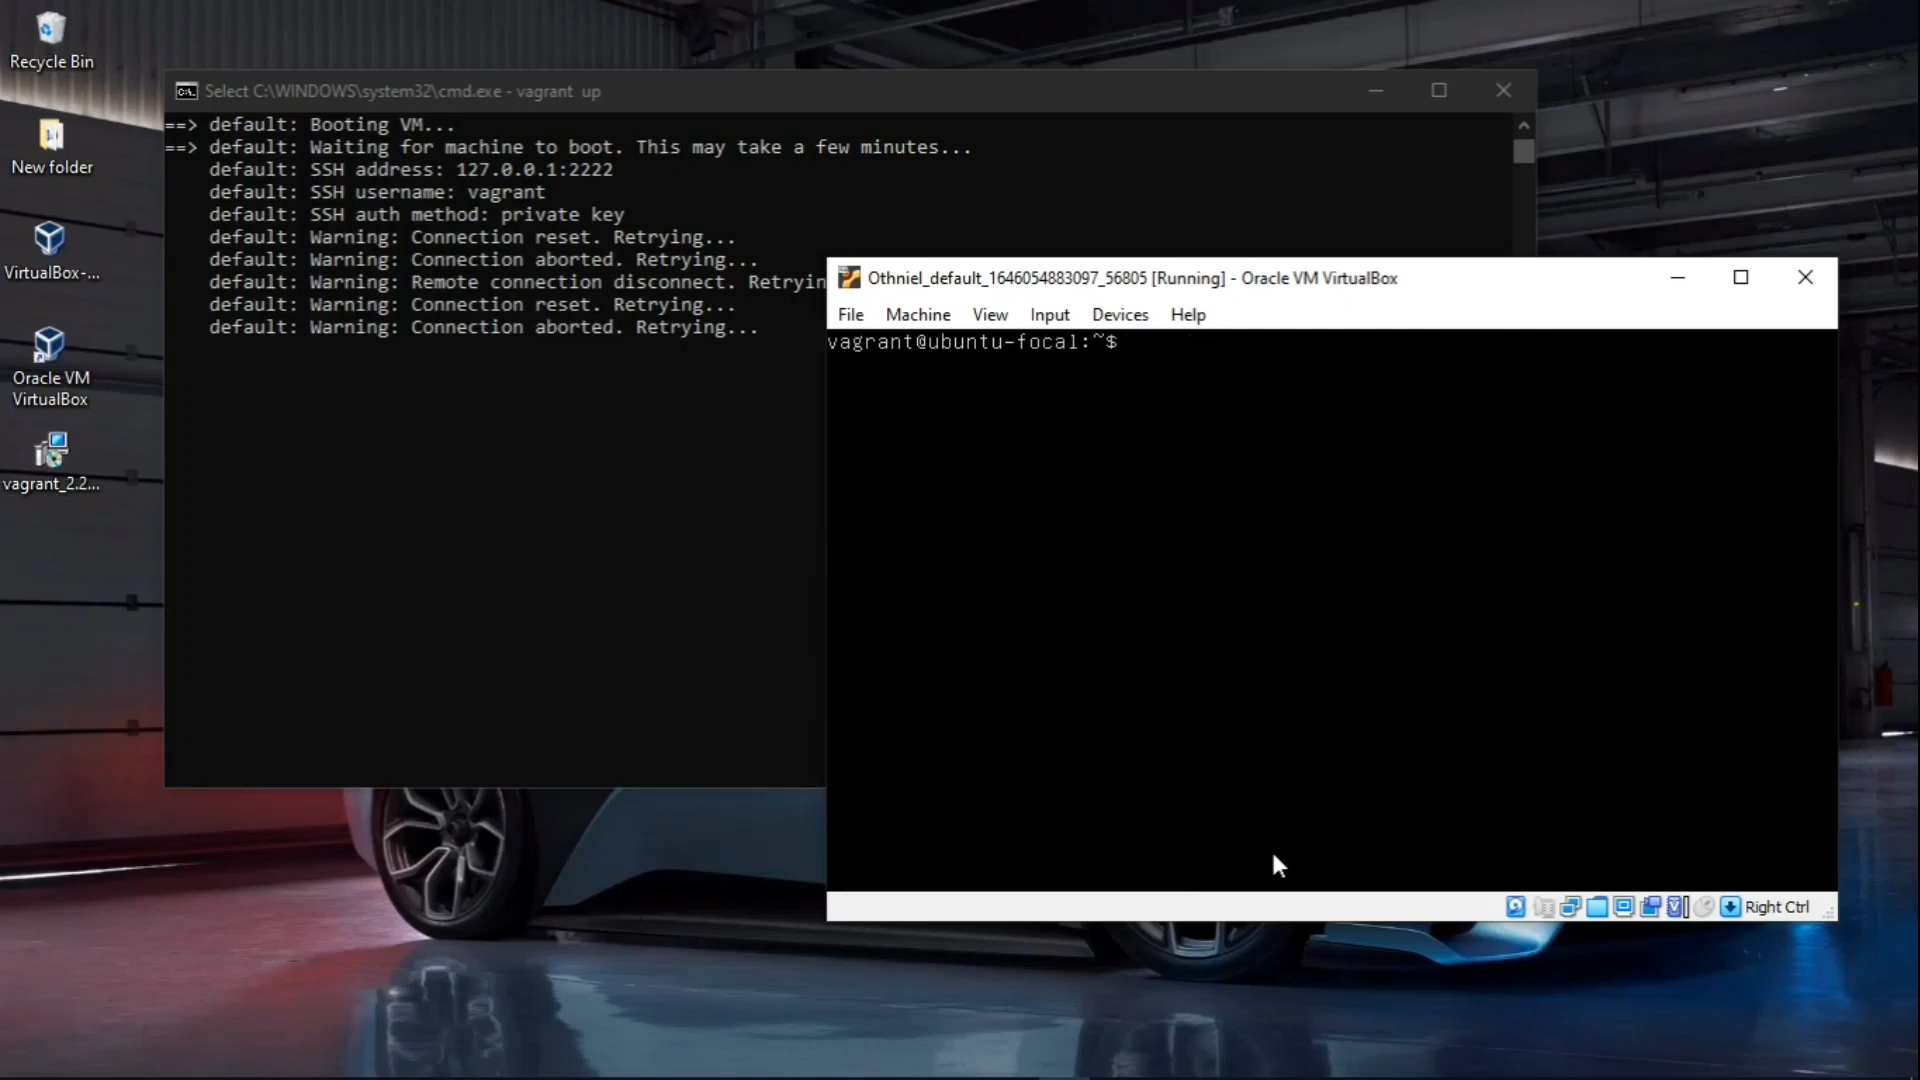 Recycle Bin
New folder
VirtualBox-...
Oracle VM
VirtualBox
vagrant_2.2...
Select C:\WINDOWS\system32\cmd.exe - vagrant  up
==> default: Booting VM...
==> default: Waiting for machine to boot. This may take a few minutes...
default: SSH address: 127.0.0.1:2222
default: SSH username: vagrant
default: SSH auth method: private key
default: Warning: Connection reset. Retrying...
default: Warning: Connection aborted. Retrying...
default: Warning: Remote connection disconnect. Retryin
default: Warning: Connection reset. Retrying...
default: Warning: Connection aborted. Retrying...
Othniel_default_1646054883097_56805 [Running] - Oracle VM VirtualBox
File Machine View Input Devices Help
vagrant@ubuntu-focal:~$
Right Ctrl